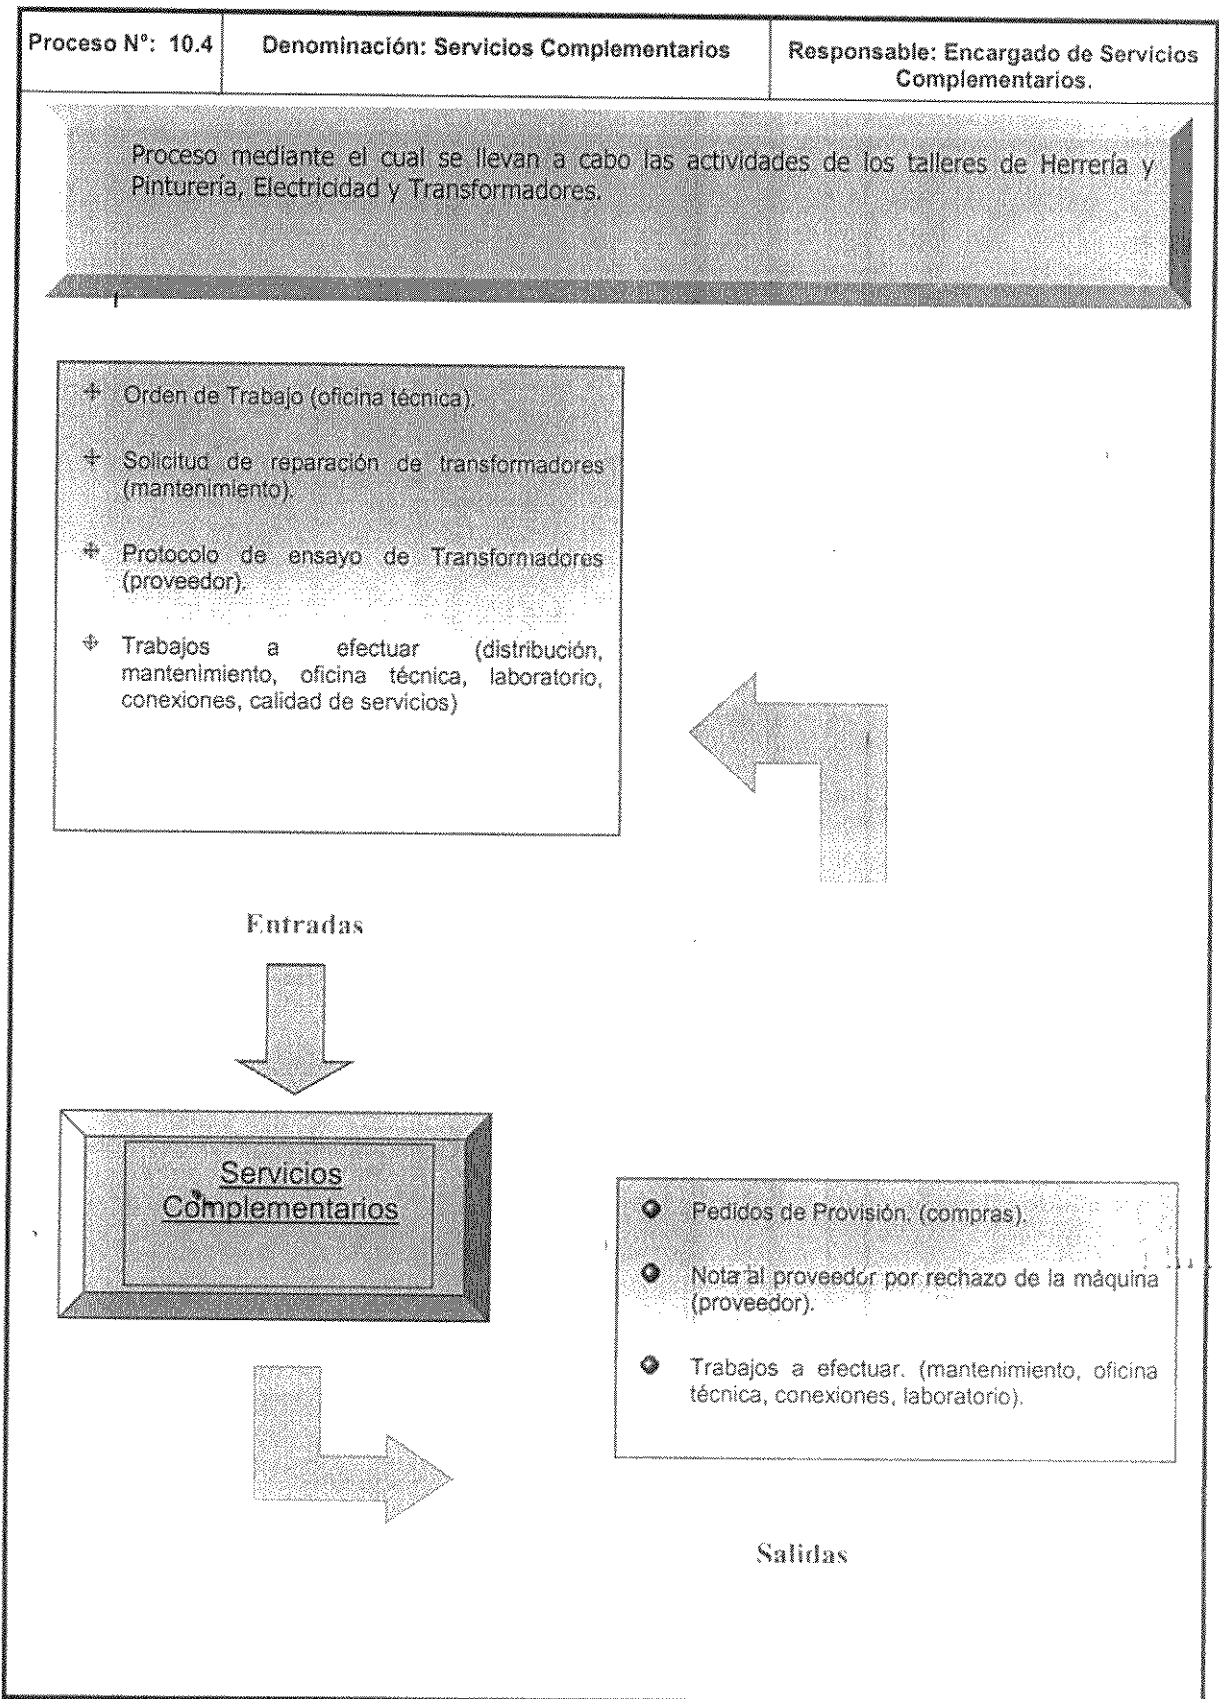 Proceso N°: 10.4
Denominación: Servicios Complementarios
Responsable: Encargado de Servicios
Complementarios.
Proceso mediante el cual se llevan a cabo las actividades de los talleres de Herrería y
Pinturería, Electricidad y Transformadores.
Orden de Trabajo (oficina técnica).
Solicitud de reparación de transformadores
(mantenimiento).
Protocolo de ensayo de Transformadores
(proveedor).
Trabajos a efectuar (distribución,
mantenimiento, oficina técnica, laboratorio,
conexiones, calidad de servicios)
Entradas
Servicios
Complementarios
Pedidos de Provisión. (compras).
Nota al proveedor por rechazo de la máquina
(proveedor).
Trabajos a efectuar. (mantenimiento, oficina
técnica, conexiones, laboratorio).
Salidas